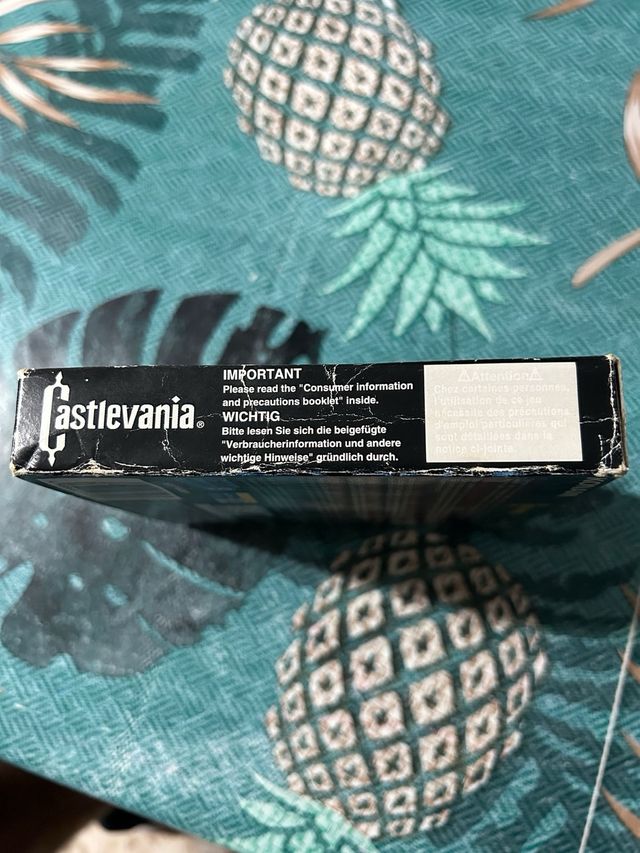 Castlevania®
IMPORTANT
Please read the "Consumer information
and precautions booklet" inside.
WICHTIG
Bitte lesen Sie sich die beigefügte
"Verbraucherinformation und andere
wichtige Hinweise" gründlich durch.
⚠Attention⚠
Chez certaines personnes,
l'utilisation de ce jeu
nécessite des précautions
d'emploi particulières qui
sont détaillées dans la
notice ci-jointe.